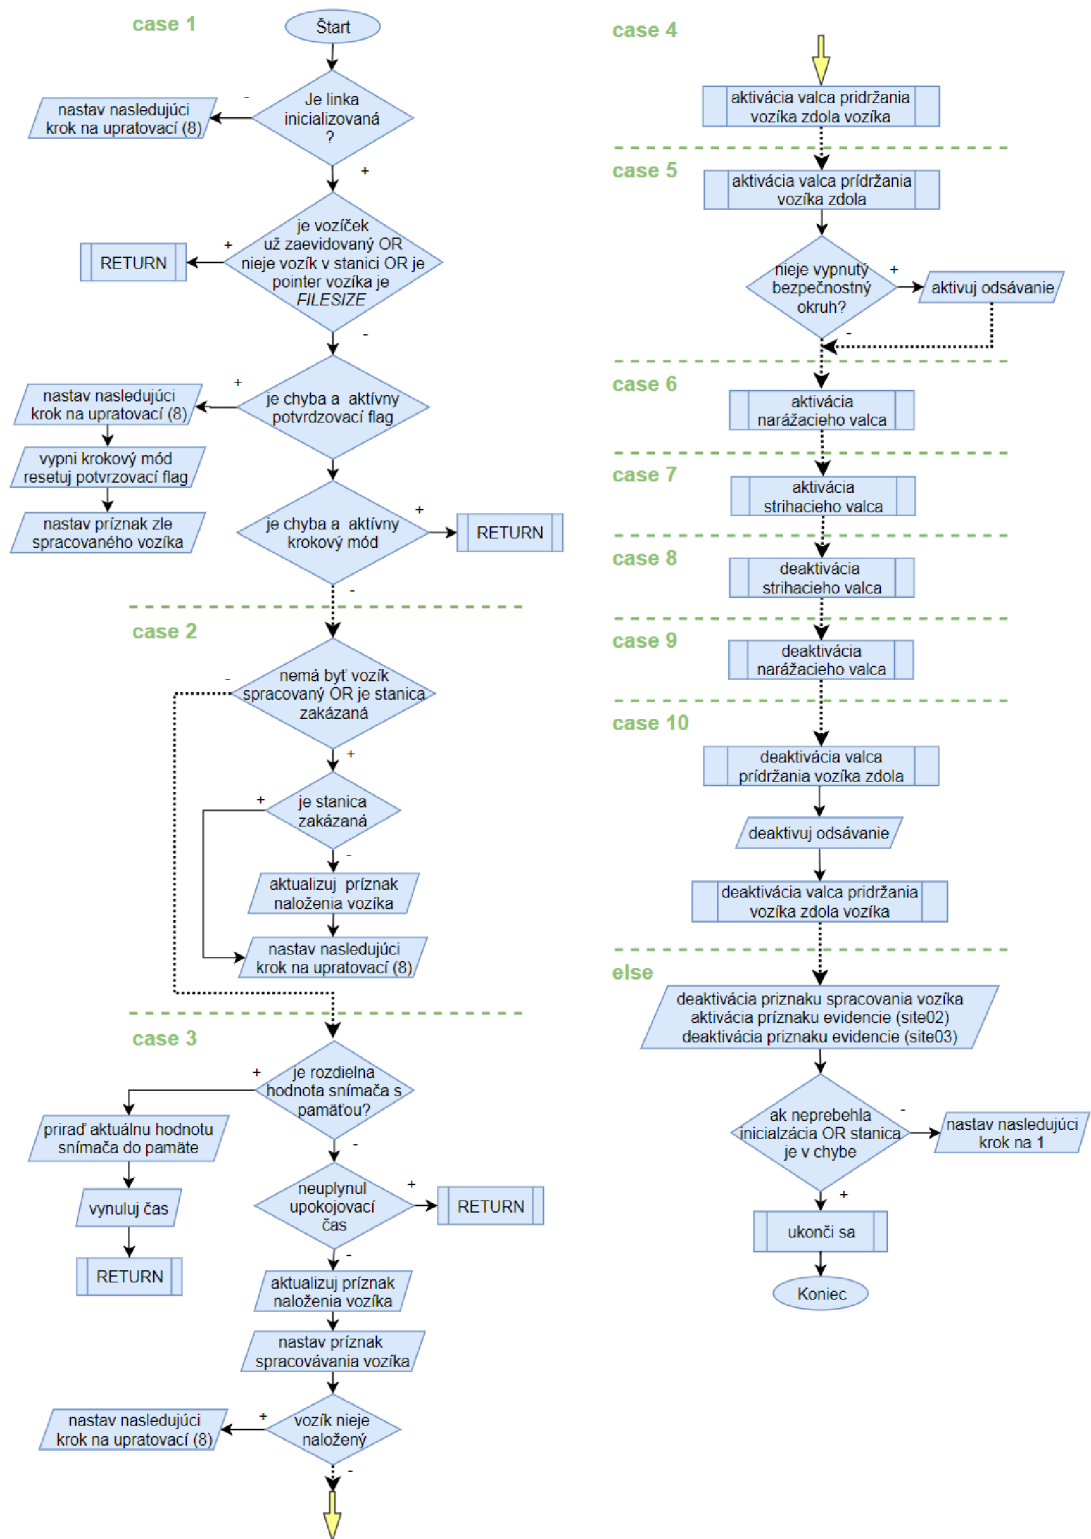 case 1
Štart
Je linka
inicializovaná
?
-
nastav nasledujúci
krok na upratovací (8)
+
je vozíček
už zaevidovaný OR
nieje vozík v stanici OR je
pointer vozíka je
FILESIZE
+
RETURN
-
je chyba a aktívny
potvrdzovací flag
+
nastav nasledujúci
krok na upratovací (8)
vypni krokový mód
resetuj potvrzovací flag
nastav príznak zle
spracovaného vozíka
je chyba a aktívny
krokový mód
+
RETURN
-
case 2
nemá byť vozík
spracovaný OR je stanica
zakázaná
-
+
je stanica
zakázaná
+
-
aktualizuj príznak
naloženia vozíka
nastav nasledujúci
krok na upratovací (8)
case 3
je rozdielna
hodnota snímača s
pamäťou?
+
priraď aktuálnu hodnotu
snímača do pamäte
vynuluj čas
RETURN
-
neuplynul
upokojovací
čas
+
RETURN
-
aktualizuj príznak
naloženia vozíka
nastav príznak
spracovávania vozíka
vozík nieje
naložený
+
nastav nasledujúci
krok na upratovací (8)
-
case 4
aktivácia valca pridržania
vozíka zdola vozíka
case 5
aktivácia valca prídržania
vozíka zdola
nieje vypnutý
bezpečnostný
okruh?
+
aktivuj odsávanie
-
case 6
aktivácia
narážacieho valca
case 7
aktivácia
strihacieho valca
case 8
deaktivácia
strihacieho valca
case 9
deaktivácia
narážacieho valca
case 10
deaktivácia valca
prídržania vozíka zdola
deaktivuj odsávanie
deaktivácia valca pridržania
vozíka zdola vozíka
else
deaktivácia priznaku spracovania vozíka
aktivácia príznaku evidencie (site02)
deaktivácia priznaku evidencie (site03)
ak neprebehla
inicialzácia OR stanica
je v chybe
-
nastav nasledujúci
krok na 1
+
ukonči sa
Koniec